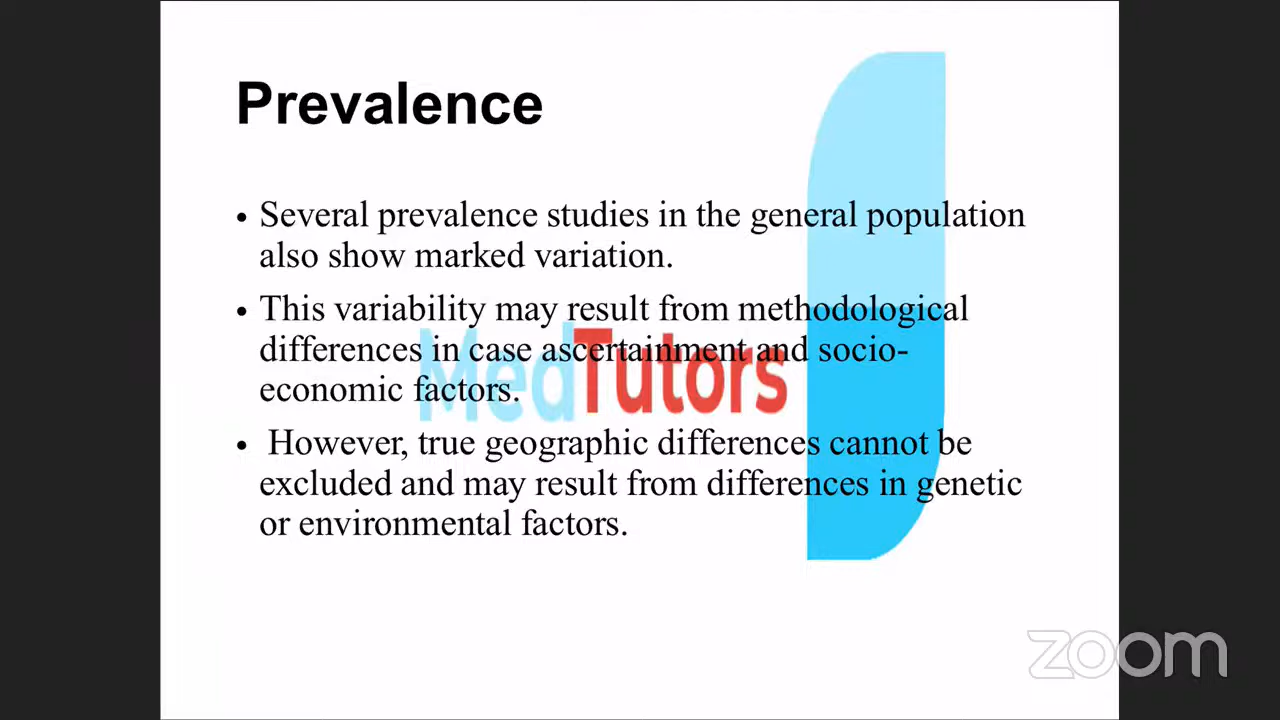 Prevalence
• Several prevalence studies in the general population
also show marked variation.
• This variability may result from methodological
differences in case ascertainment and socio-
economic factors.
• However, true geographic differences cannot be
excluded and may result from differences in genetic
or environmental factors.
MedTutors
zoom